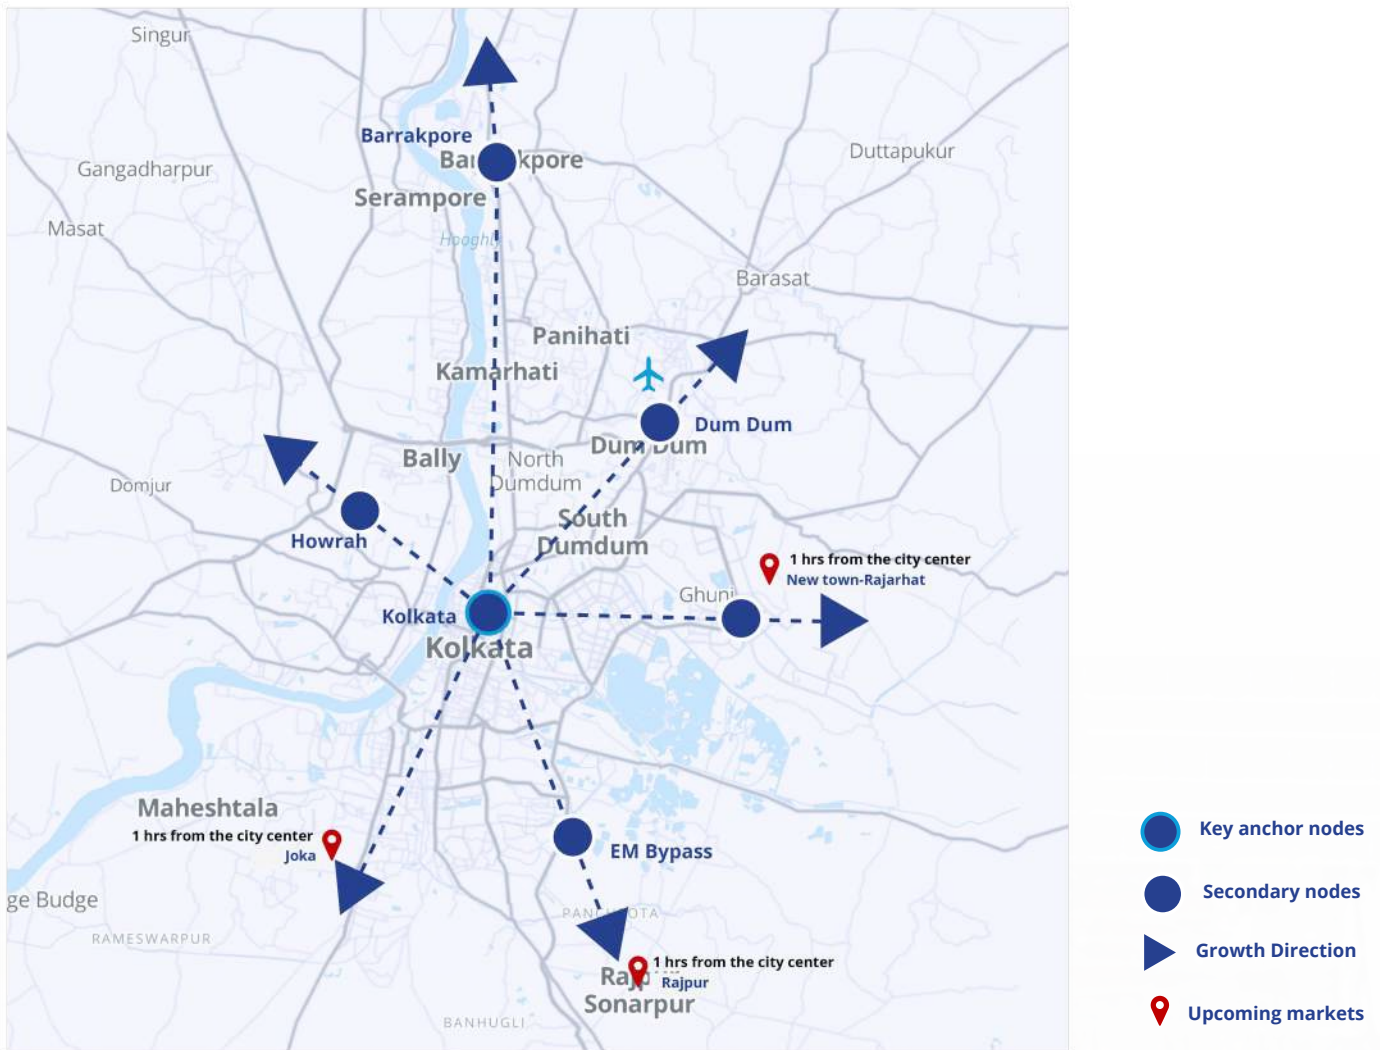 Singur
Barrakpore
Duttapukur
Gangadharpur
Serampore
Masat
Hooghly
Barasat
Panihati
Kamarhati
Dum Dum
Dum Dum
Bally
North
Dumdum
Domjur
South
Dumdum
Howrah
1 hrs from the city center
New town-Rajarhat
Ghuni
Kolkata
Kolkata
Maheshtala
1 hrs from the city center
Joka
EM Bypass
ge Budge
RAMESWARPUR
1 hrs from the city center
Rajpur
Sonarpur
BANHUGLI
Key anchor nodes
Secondary nodes
Growth Direction
Upcoming markets